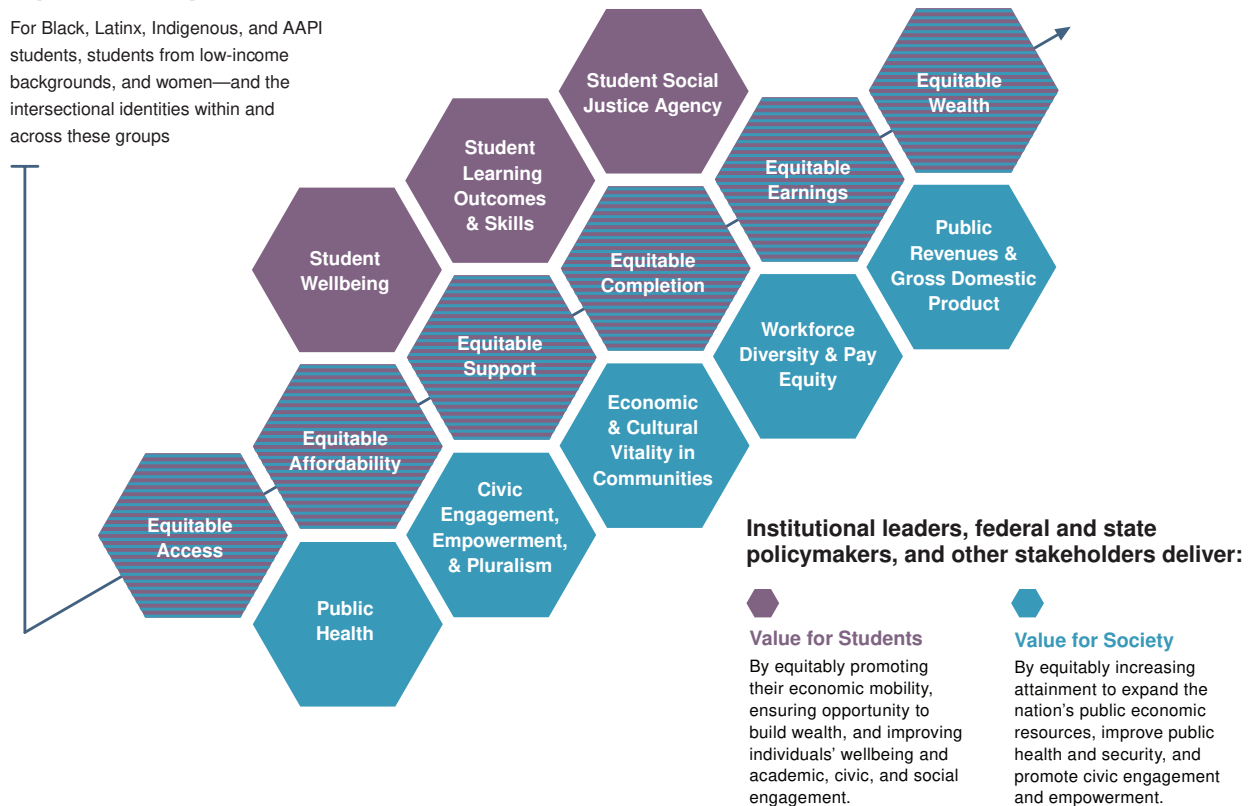 For Black, Latinx, Indigenous, and AAPI
students, students from low-income
backgrounds, and women—and the
intersectional identities within and
across these groups
Student Social
Justice Agency
Equitable
Wealth
Student
Learning
Outcomes
& Skills
Equitable
Earnings
Student
Wellbeing
Equitable
Completion
Public
Revenues &
Gross Domestic
Product
Equitable
Support
Workforce
Diversity & Pay
Equity
Equitable
Affordability
Economic
& Cultural
Vitality in
Communities
Equitable
Access
Civic
Engagement,
Empowerment,
& Pluralism
Public
Health
Institutional leaders, federal and state
policymakers, and other stakeholders deliver:
Value for Students
By equitably promoting
their economic mobility,
ensuring opportunity to
build wealth, and improving
individuals’ wellbeing and
academic, civic, and social
engagement.
Value for Society
By equitably increasing
attainment to expand the
nation’s public economic
resources, improve public
health and security, and
promote civic engagement
and empowerment.